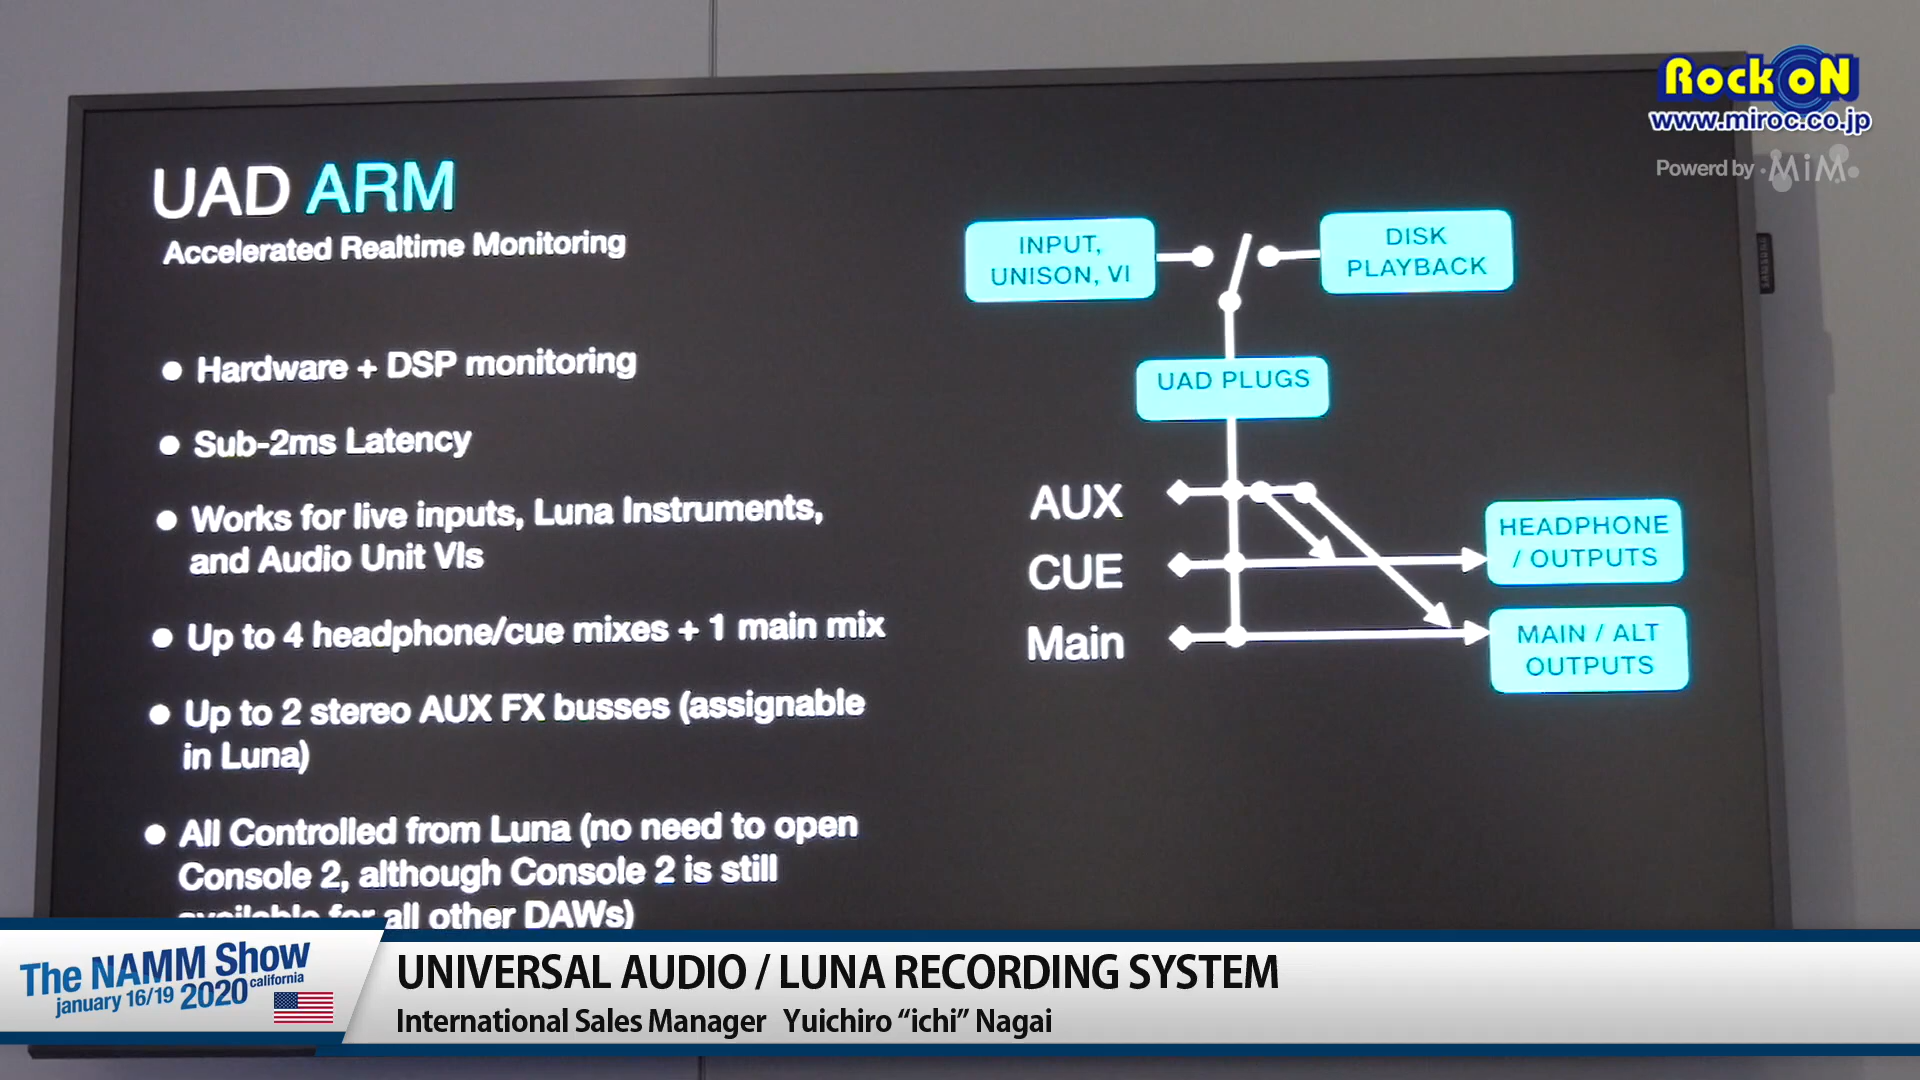 Rock oN
www.miroc.co.jp
Powerd by MiM
UAD ARM
Accelerated Realtime Monitoring
• Hardware + DSP monitoring
• Sub-2ms Latency
• Works for live inputs, Luna Instruments,
and Audio Unit VIs
• Up to 4 headphone/cue mixes + 1 main mix
• Up to 2 stereo AUX FX busses (assignable
in Luna)
• All Controlled from Luna (no need to open
Console 2, although Console 2 is still
available for all other DAWs)
INPUT,
UNISON, VI
DISK
PLAYBACK
UAD PLUGS
AUX
CUE
Main
HEADPHONE
/ OUTPUTS
MAIN / ALT
OUTPUTS
SAMSUNG
The NAMM Show
california
january 16/19 2020
UNIVERSAL AUDIO / LUNA RECORDING SYSTEM
International Sales Manager Yuichiro “ichi” Nagai